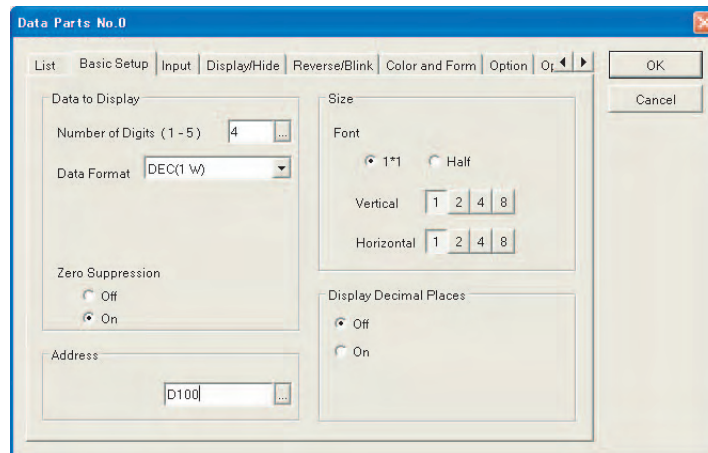 Data Parts No.0
List Basic Setup Input Display/Hide Reverse/Blink Color and Form Option
OK
Cancel
Data to Display
Number of Digits ( 1 - 5 ) 4 ...
Data Format DEC(1 W)
Zero Suppression
Off
On
Address
D100 ...
Size
Font
1*1 Half
Vertical 1 2 4 8
Horizontal 1 2 4 8
Display Decimal Places
Off
On